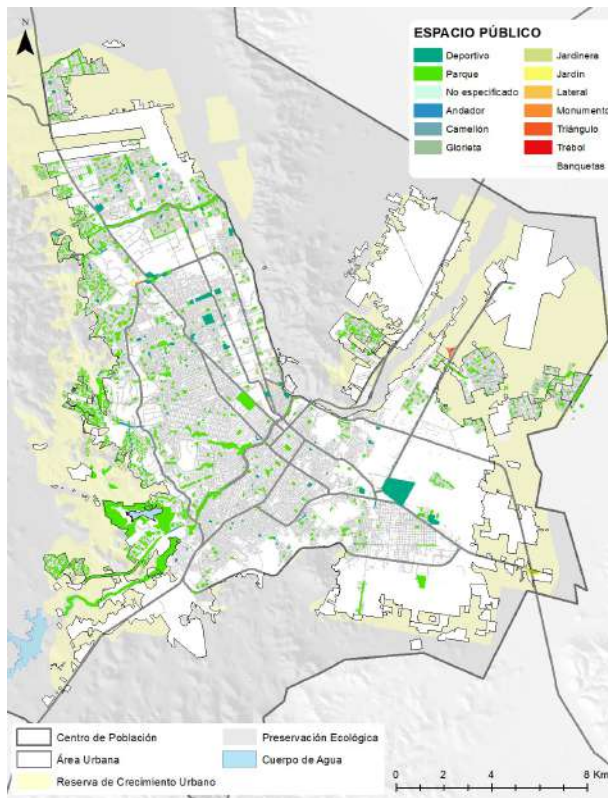 N
ESPACIO PÚBLICO
Deportivo
Parque
No especificado
Andador
Camellón
Glorieta
Jardinera
Jardín
Lateral
Monumento
Triángulo
Trébol
Banquetas
Centro de Población
Área Urbana
Reserva de Crecimiento Urbano
Preservación Ecológica
Cuerpo de Agua
0 2 4 8 Km